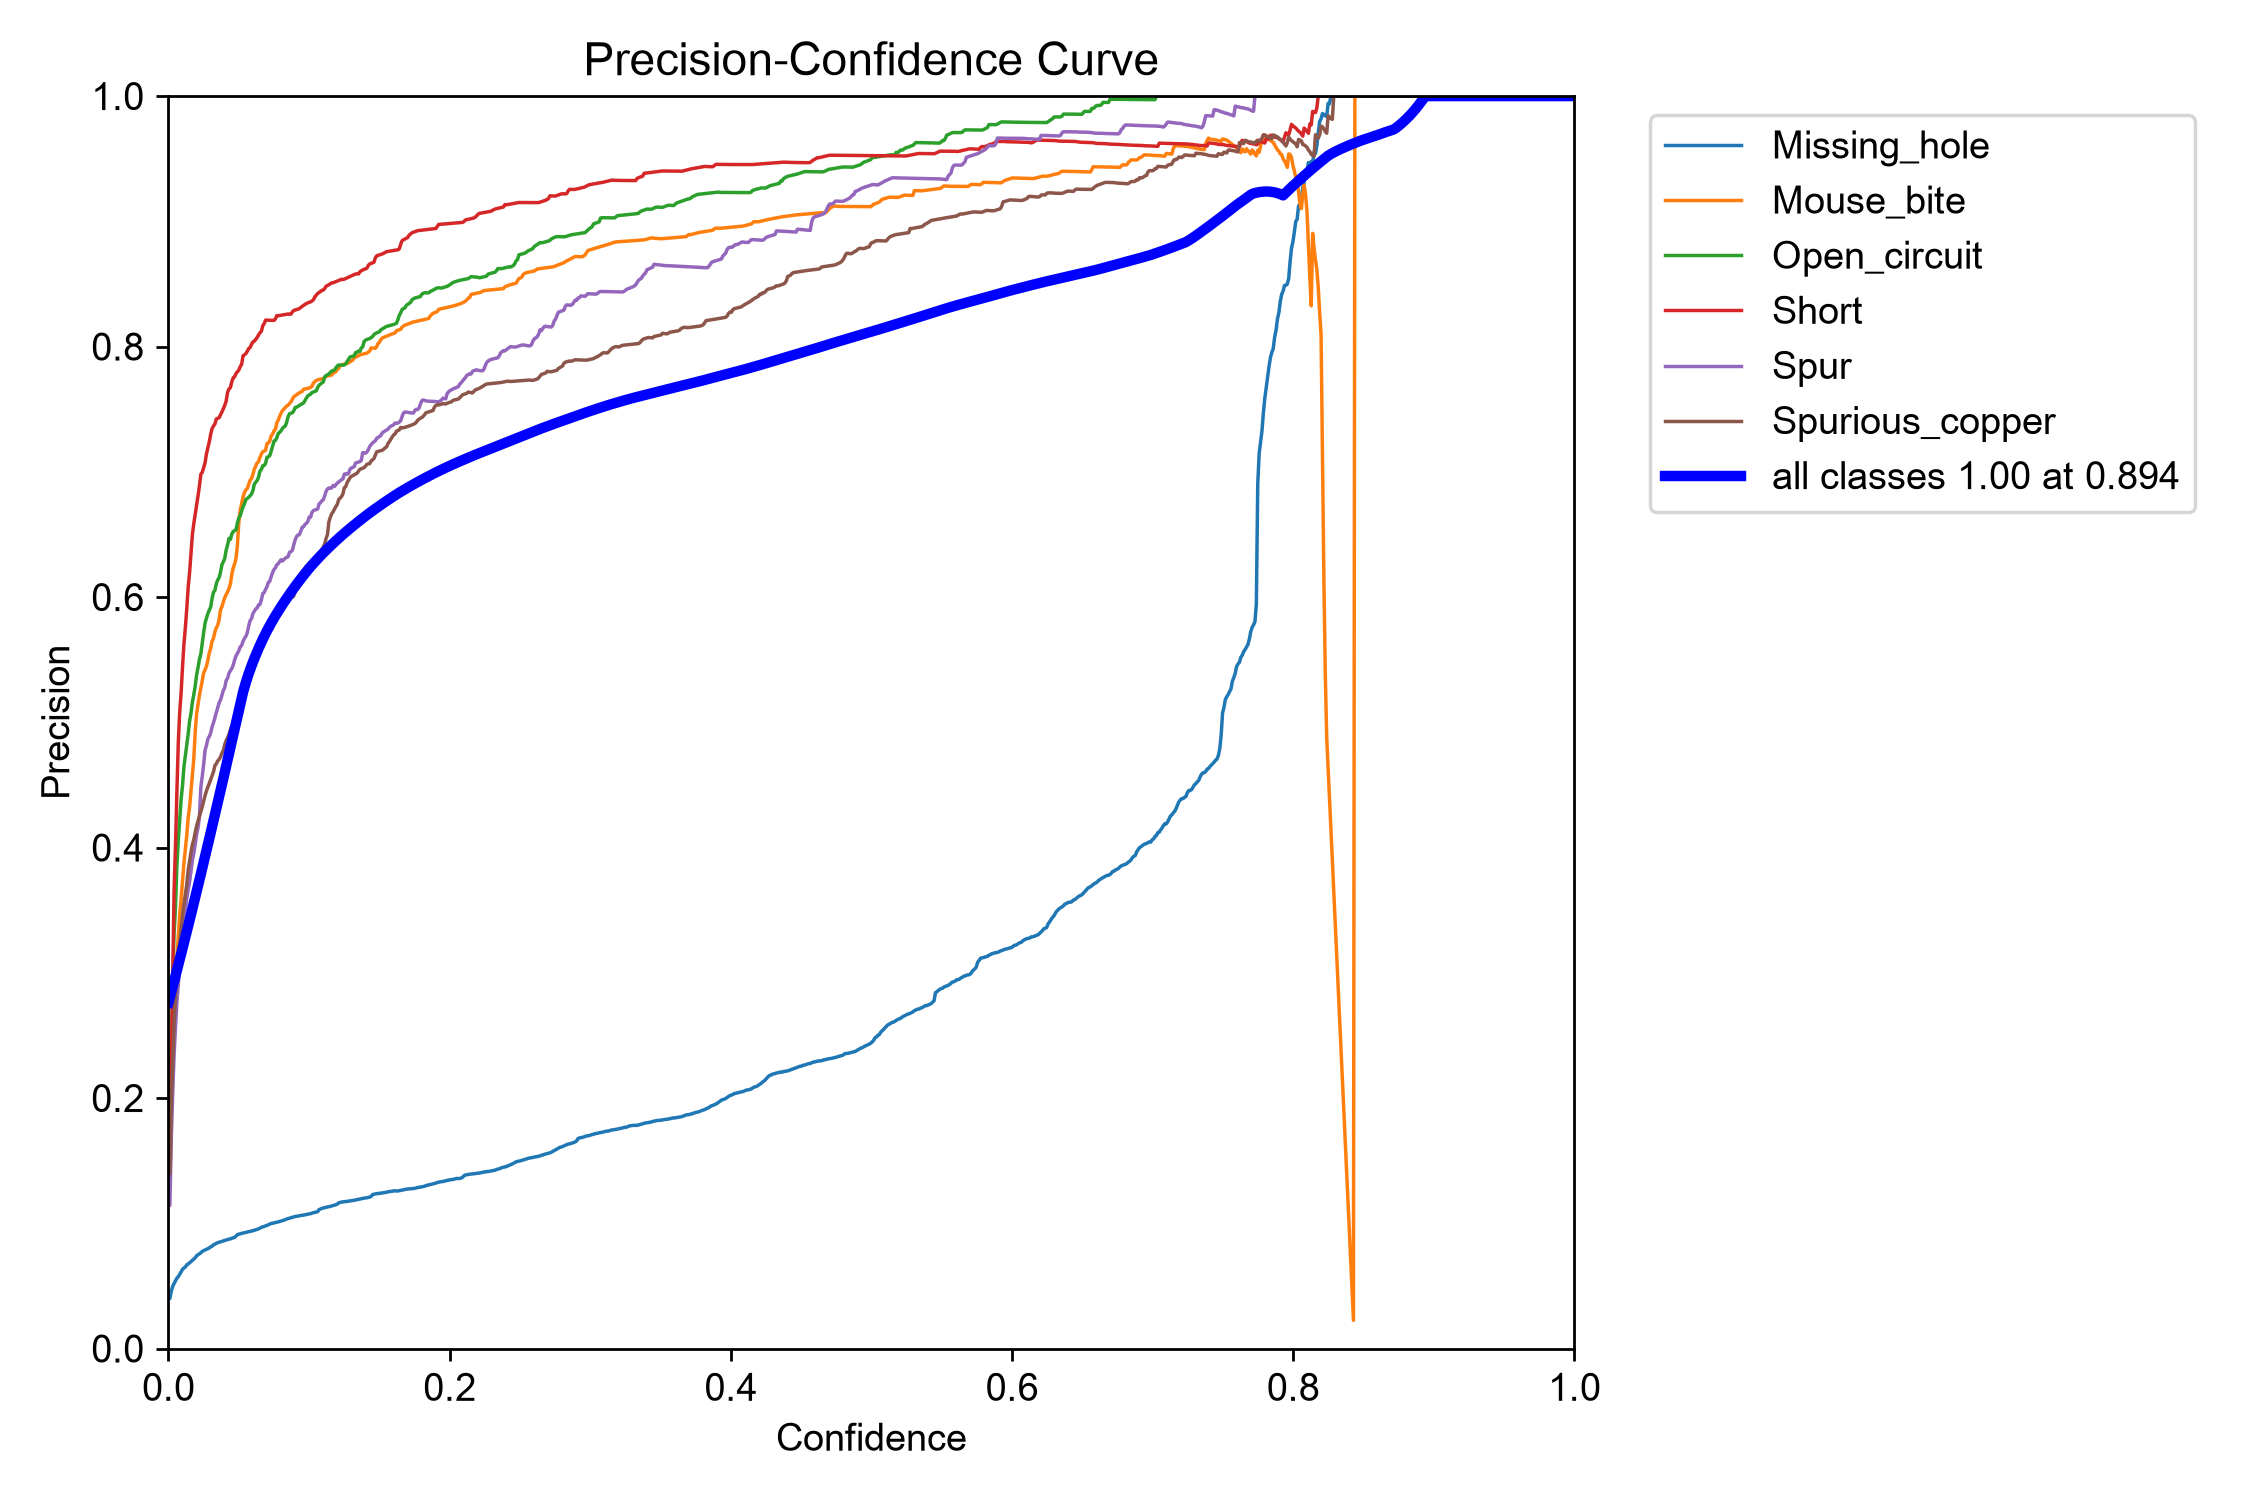 Precision-Confidence Curve
1.0
0.8
0.6
0.4
0.2
0.0
Precision
0.0 0.2 0.4 0.6 0.8 1.0
Confidence
Missing_hole
Mouse_bite
Open_circuit
Short
Spur
Spurious_copper
all classes 1.00 at 0.894